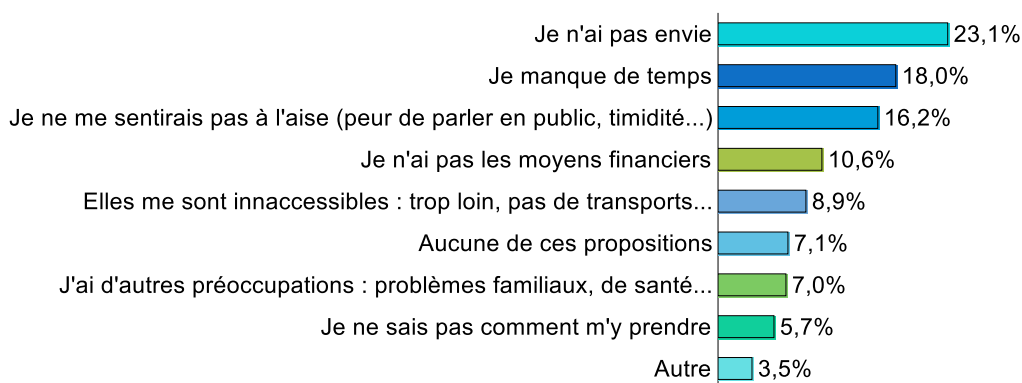 Je n'ai pas envie 23,1%
Je manque de temps 18,0%
Je ne me sentirais pas à l'aise (peur de parler en public, timidité...) 16,2%
Je n'ai pas les moyens financiers 10,6%
Elles me sont innaccessibles : trop loin, pas de transports... 8,9%
Aucune de ces propositions 7,1%
J'ai d'autres préoccupations : problèmes familiaux, de santé... 7,0%
Je ne sais pas comment m'y prendre 5,7%
Autre 3,5%